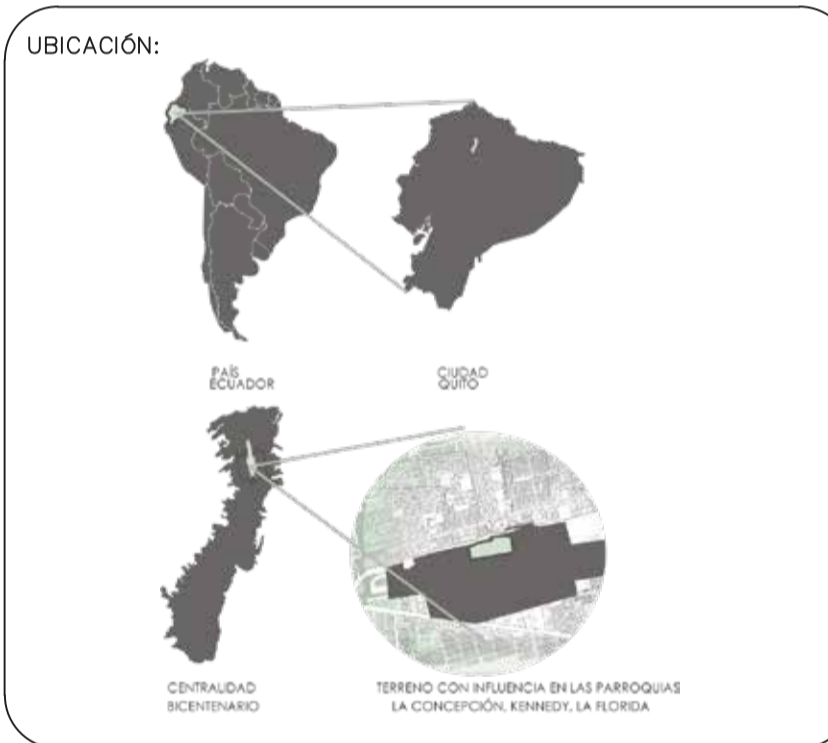 UBICACIÓN:
PAÍS
ECUADOR
CIUDAD
QUITO
CENTRALIDAD
BICENTENARIO
TERRENO CON INFLUENCIA EN LAS PARROQUIAS
LA CONCEPCIÓN, KENNEDY, LA FLORIDA